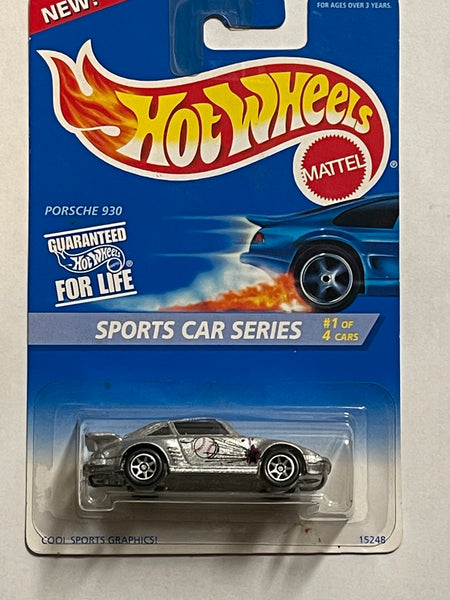 NEW!
FOR AGES OVER 3 YEARS.
HOT WHEELS
MATTEL
®
PORSCHE 930
GUARANTEED
HOT WHEELS
FOR LIFE
SPORTS CAR SERIES
#1 OF
4 CARS
COOL SPORTS GRAPHICS!
15248